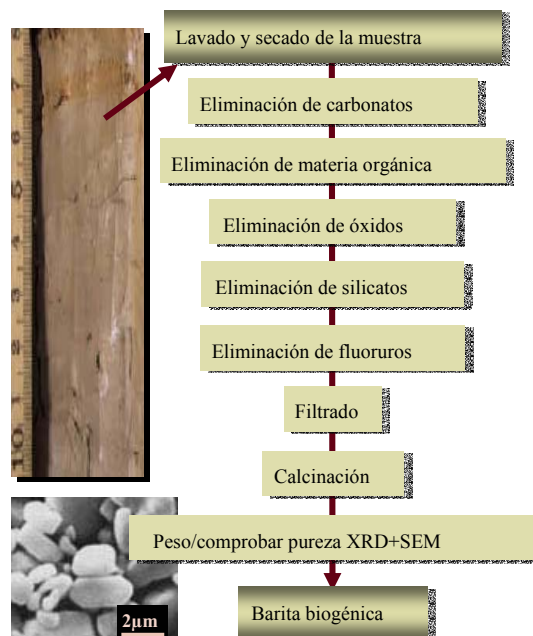 Lavado y secado de la muestra
Eliminación de carbonatos
Eliminación de materia orgánica
Eliminación de óxidos
Eliminación de silicatos
Eliminación de fluoruros
Filtrado
Calcinación
Peso/comprobar pureza XRD+SEM
2µm
Barita biogénica